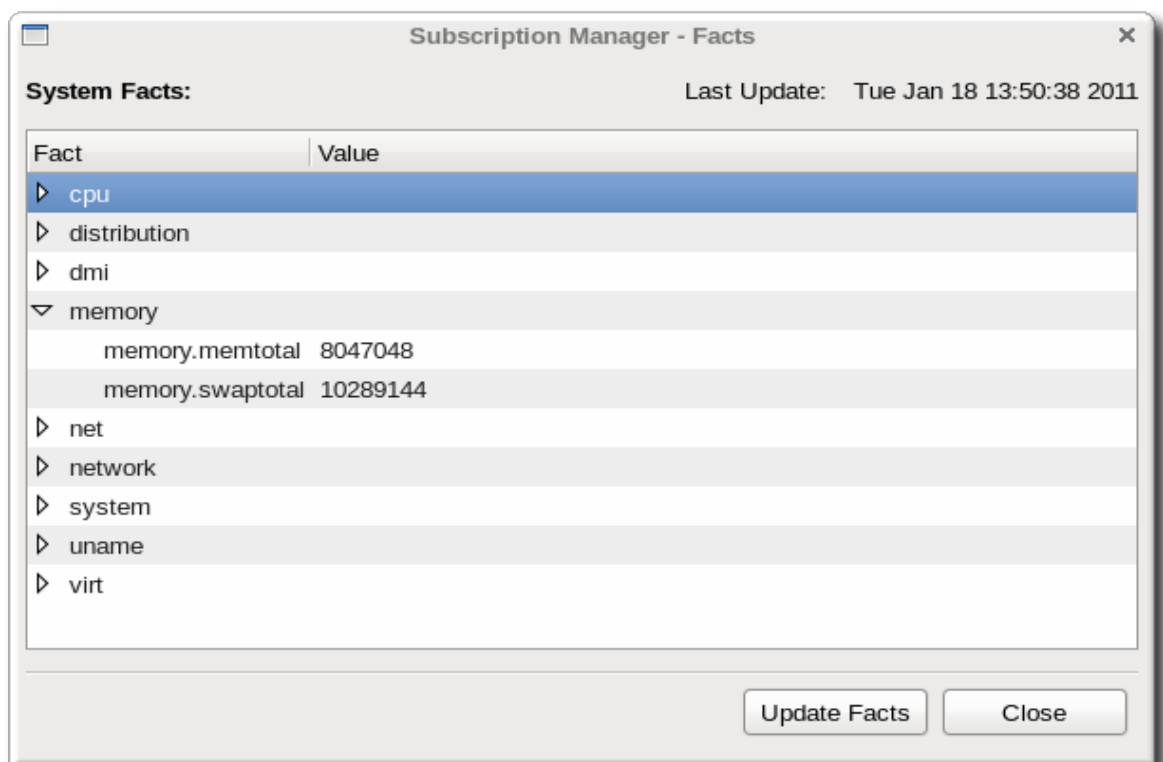 Subscription Manager - Facts
System Facts: Last Update: Tue Jan 18 13:50:38 2011
Fact Value
cpu
distribution
dmi
memory
memory.memtotal 8047048
memory.swaptotal 10289144
net
network
system
uname
virt
Update Facts Close